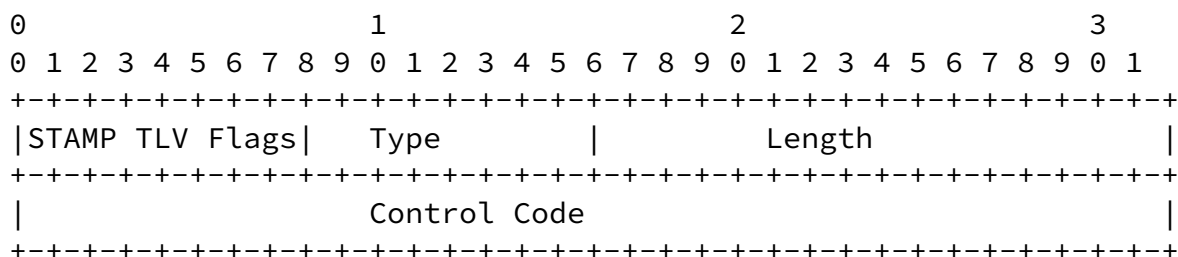 0                   1                   2                   3
0 1 2 3 4 5 6 7 8 9 0 1 2 3 4 5 6 7 8 9 0 1 2 3 4 5 6 7 8 9 0 1
+-+-+-+-+-+-+-+-+-+-+-+-+-+-+-+-+-+-+-+-+-+-+-+-+-+-+-+-+-+-+-+-+
|STAMP TLV Flags|   Type        |         Length                |
+-+-+-+-+-+-+-+-+-+-+-+-+-+-+-+-+-+-+-+-+-+-+-+-+-+-+-+-+-+-+-+-+
|                   Control Code                                |
+-+-+-+-+-+-+-+-+-+-+-+-+-+-+-+-+-+-+-+-+-+-+-+-+-+-+-+-+-+-+-+-+